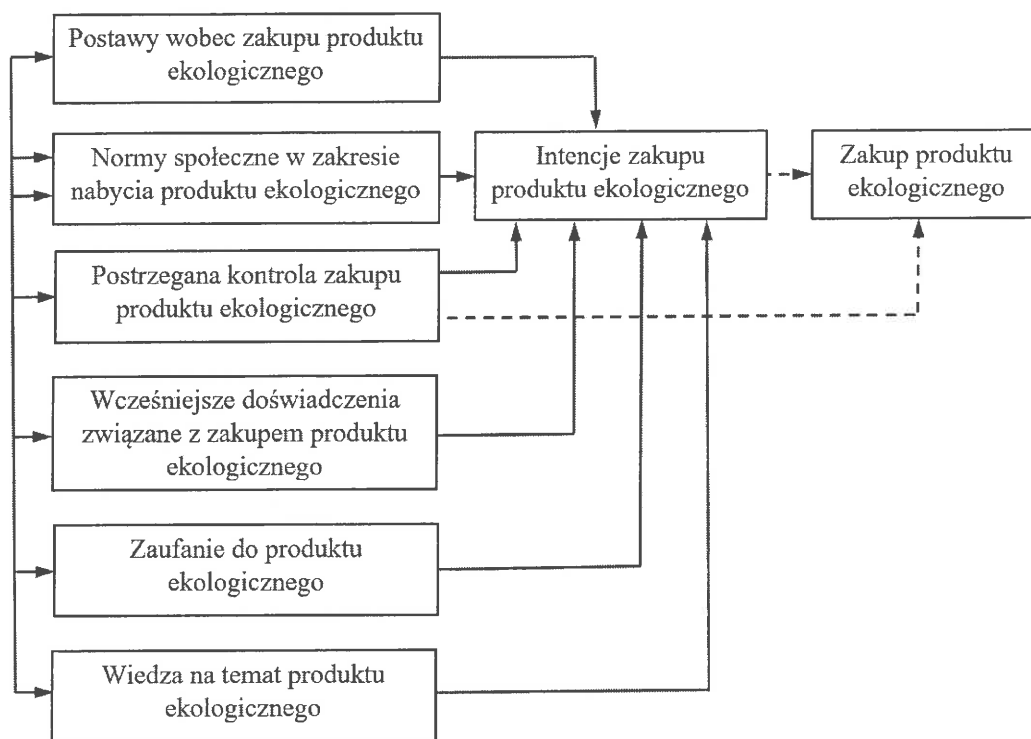 Postawy wobec zakupu produktu
ekologicznego
Normy społeczne w zakresie
nabycia produktu ekologicznego
Intencje zakupu
produktu ekologicznego
Zakup produktu
ekologicznego
Postrzegana kontrola zakupu
produktu ekologicznego
Wcześniejsze doświadczenia
związane z zakupem produktu
ekologicznego
Zaufanie do produktu
ekologicznego
Wiedza na temat produktu
ekologicznego